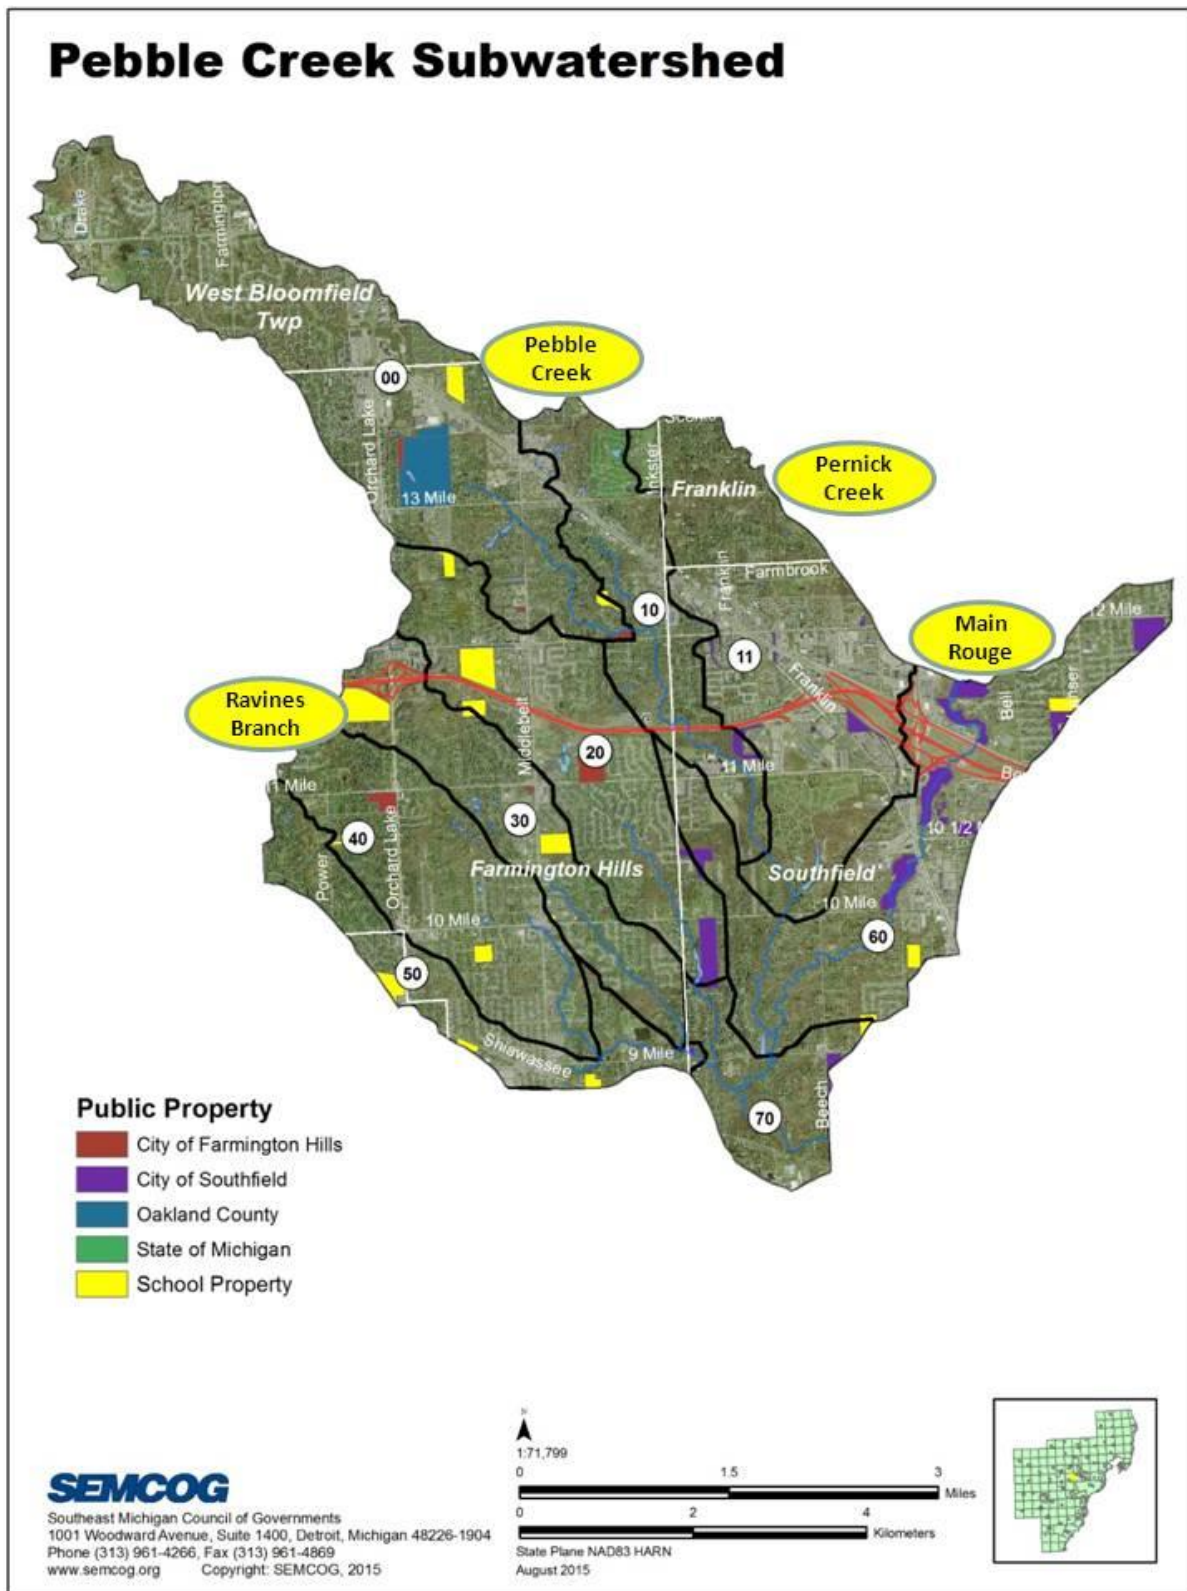 Pebble Creek Subwatershed
Drake
Farmington
West Bloomfield
Twp
Pebble
Creek
00
Orchard Lake
Inkster
Franklin
Pernick
Creek
13 Mile
Franklin
Farmbrook
10
11
12 Mile
Main
Rouge
Franklin
Bell
Lahser
Ravines
Branch
Middlebelt
20
11 Mile
11 Mile
30
40
Power
Orchard Lake
Farmington Hills
Southfield
10 1/2
10 Mile
10 Mile
60
50
Shiawassee
9 Mile
Beech
70
Public Property
City of Farmington Hills
City of Southfield
Oakland County
State of Michigan
School Property
1:71,799
0 1.5 3
Miles
0 2 4
Kilometers
State Plane NAD83 HARN
August 2015
SEMCOG
Southeast Michigan Council of Governments
1001 Woodward Avenue, Suite 1400, Detroit, Michigan 48226-1904
Phone (313) 961-4266, Fax (313) 961-4869
www.semcog.org Copyright: SEMCOG, 2015